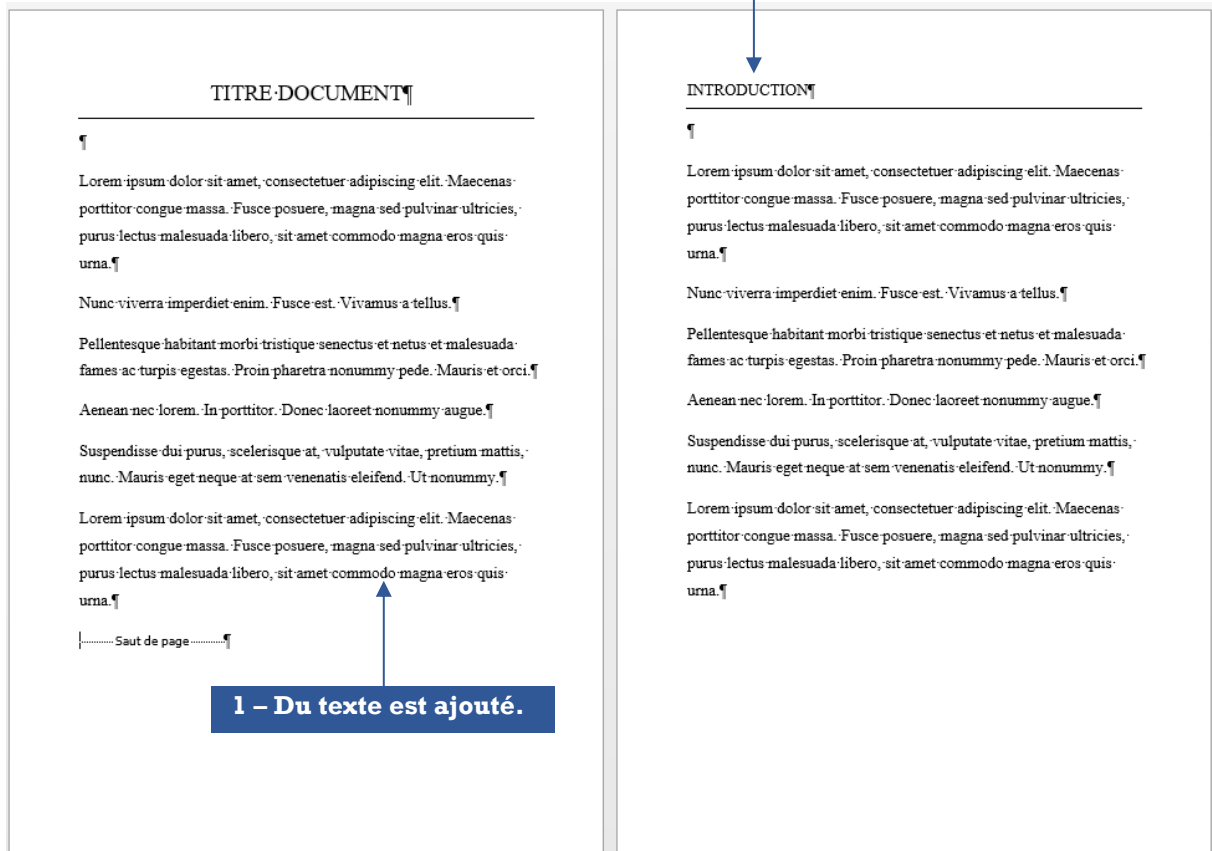 TITRE·DOCUMENT¶
¶
Lorem·ipsum·dolor·sit·amet,·consectetuer·adipiscing·elit.·Maecenas·
porttitor·congue·massa.·Fusce·posuere,·magna·sed·pulvinar·ultricies,·
purus·lectus·malesuada·libero,·sit·amet·commodo·magna·eros·quis·
urna.¶
Nunc·viverra·imperdiet·enim.·Fusce·est.·Vivamus·a·tellus.¶
Pellentesque·habitant·morbi·tristique·senectus·et·netus·et·malesuada·
fames·ac·turpis·egestas.·Proin·pharetra·nonummy·pede.·Mauris·et·orci.¶
Aenean·nec·lorem.·In·porttitor.·Donec·laoreet·nonummy·augue.¶
Suspendisse·dui·purus,·scelerisque·at,·vulputate·vitae,·pretium·mattis,·
nunc.·Mauris·eget·neque·at·sem·venenatis·eleifend.·Ut·nonummy.¶
Lorem·ipsum·dolor·sit·amet,·consectetuer·adipiscing·elit.·Maecenas·
porttitor·congue·massa.·Fusce·posuere,·magna·sed·pulvinar·ultricies,·
purus·lectus·malesuada·libero,·sit·amet·commodo·magna·eros·quis·
urna.¶
Saut de page¶
1 – Du texte est ajouté.
INTRODUCTION¶
¶
Lorem·ipsum·dolor·sit·amet,·consectetuer·adipiscing·elit.·Maecenas·
porttitor·congue·massa.·Fusce·posuere,·magna·sed·pulvinar·ultricies,·
purus·lectus·malesuada·libero,·sit·amet·commodo·magna·eros·quis·
urna.¶
Nunc·viverra·imperdiet·enim.·Fusce·est.·Vivamus·a·tellus.¶
Pellentesque·habitant·morbi·tristique·senectus·et·netus·et·malesuada·
fames·ac·turpis·egestas.·Proin·pharetra·nonummy·pede.·Mauris·et·orci.¶
Aenean·nec·lorem.·In·porttitor.·Donec·laoreet·nonummy·augue.¶
Suspendisse·dui·purus,·scelerisque·at,·vulputate·vitae,·pretium·mattis,·
nunc.·Mauris·eget·neque·at·sem·venenatis·eleifend.·Ut·nonummy.¶
Lorem·ipsum·dolor·sit·amet,·consectetuer·adipiscing·elit.·Maecenas·
porttitor·congue·massa.·Fusce·posuere,·magna·sed·pulvinar·ultricies,·
purus·lectus·malesuada·libero,·sit·amet·commodo·magna·eros·quis·
urna.¶